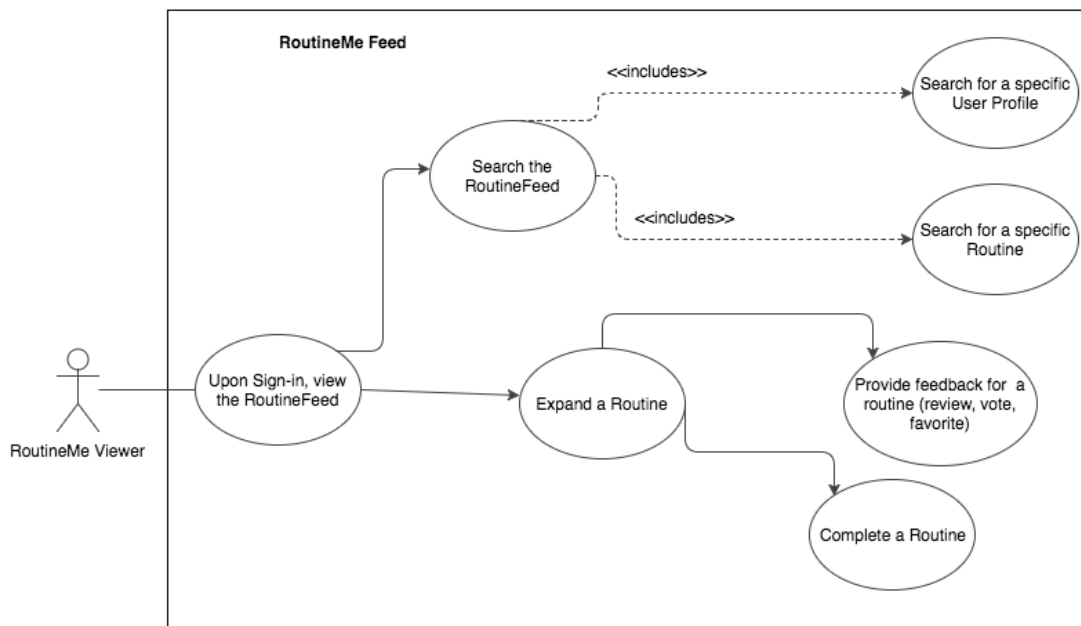 RoutineMe Feed
<<includes>>
Search for a specific
User Profile
Search the
RoutineFeed
<<includes>>
Search for a specific
Routine
Upon Sign-in, view
the RoutineFeed
Expand a Routine
Provide feedback for a
routine (review, vote,
favorite)
RoutineMe Viewer
Complete a Routine